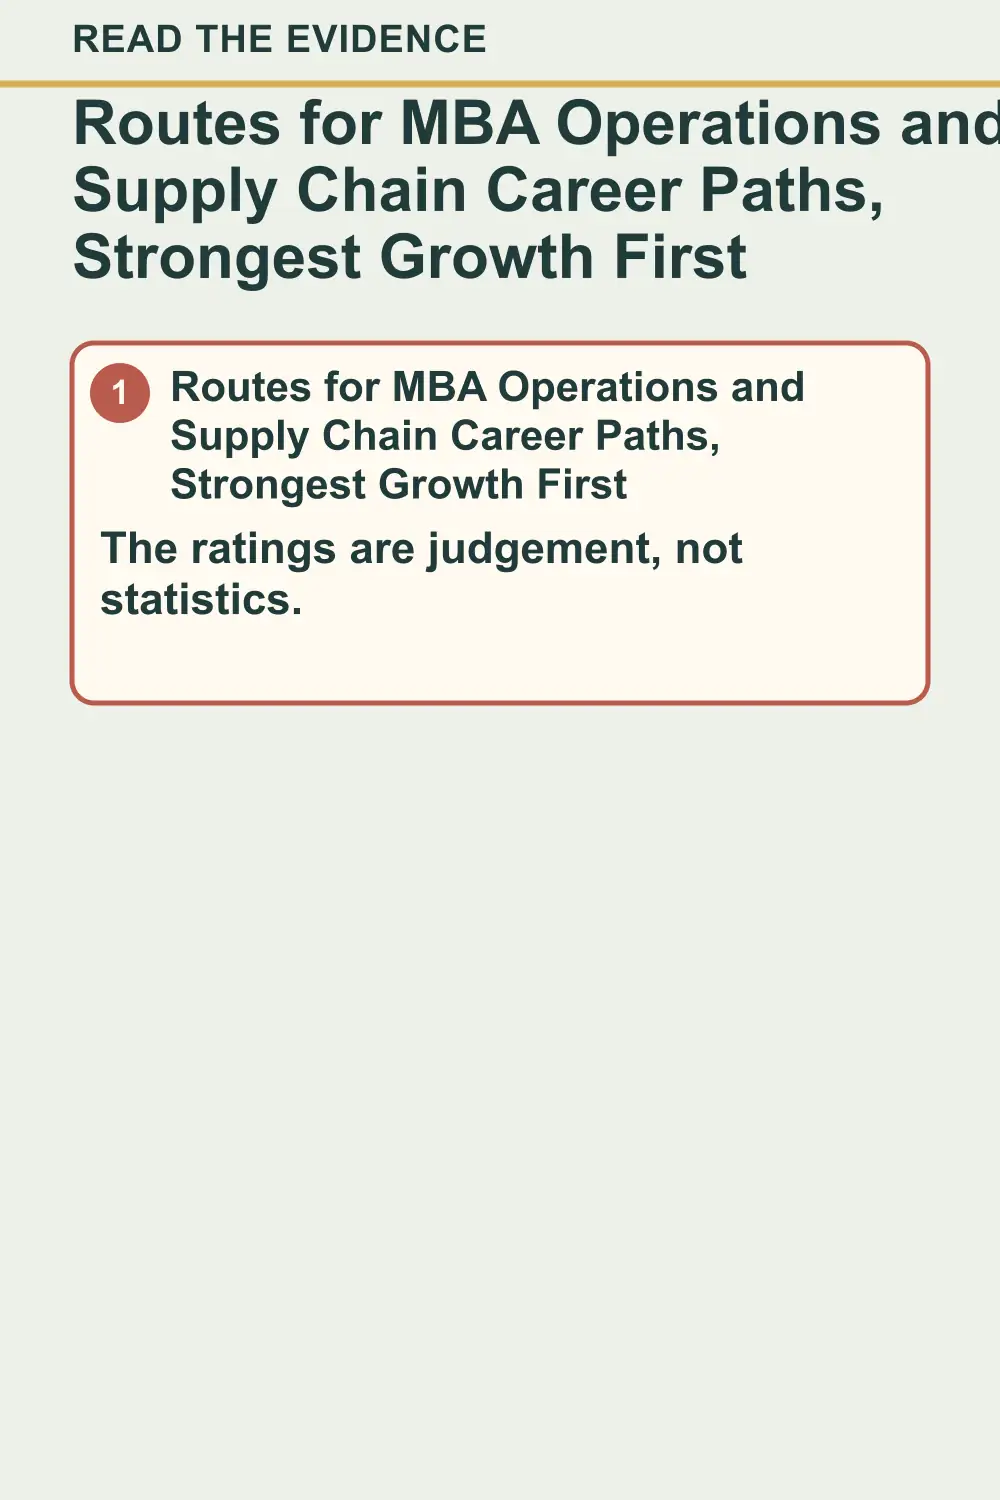 READ THE EVIDENCE
Routes for MBA Operations and
Supply Chain Career Paths,
Strongest Growth First
1
Routes for MBA Operations and
Supply Chain Career Paths,
Strongest Growth First
The ratings are judgement, not
statistics.